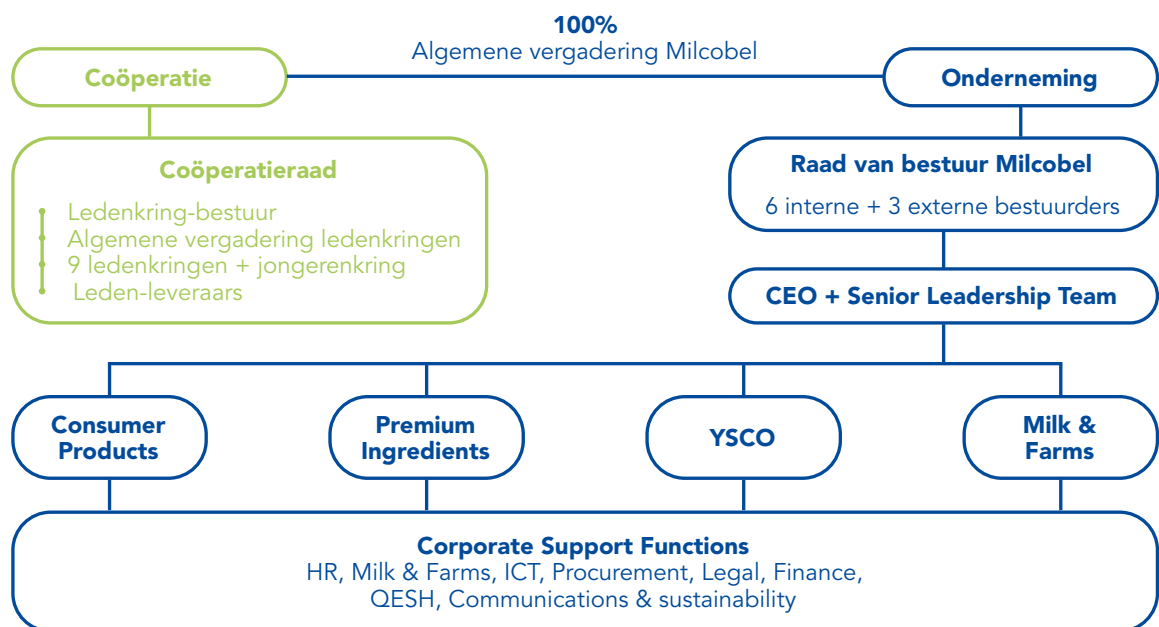 100%
Algemene vergadering Milcobel
Coöperatie
Onderneming
Coöperatieraad
Ledenkring-bestuur
Algemene vergadering ledenkringen
9 ledenkringen + jongerenkring
Leden-leveraars
Raad van bestuur Milcobel
6 interne + 3 externe bestuurders
CEO + Senior Leadership Team
Consumer
Products
Premium
Ingredients
YSCO
Milk &
Farms
Corporate Support Functions
HR, Milk & Farms, ICT, Procurement, Legal, Finance,
QESH, Communications & sustainability